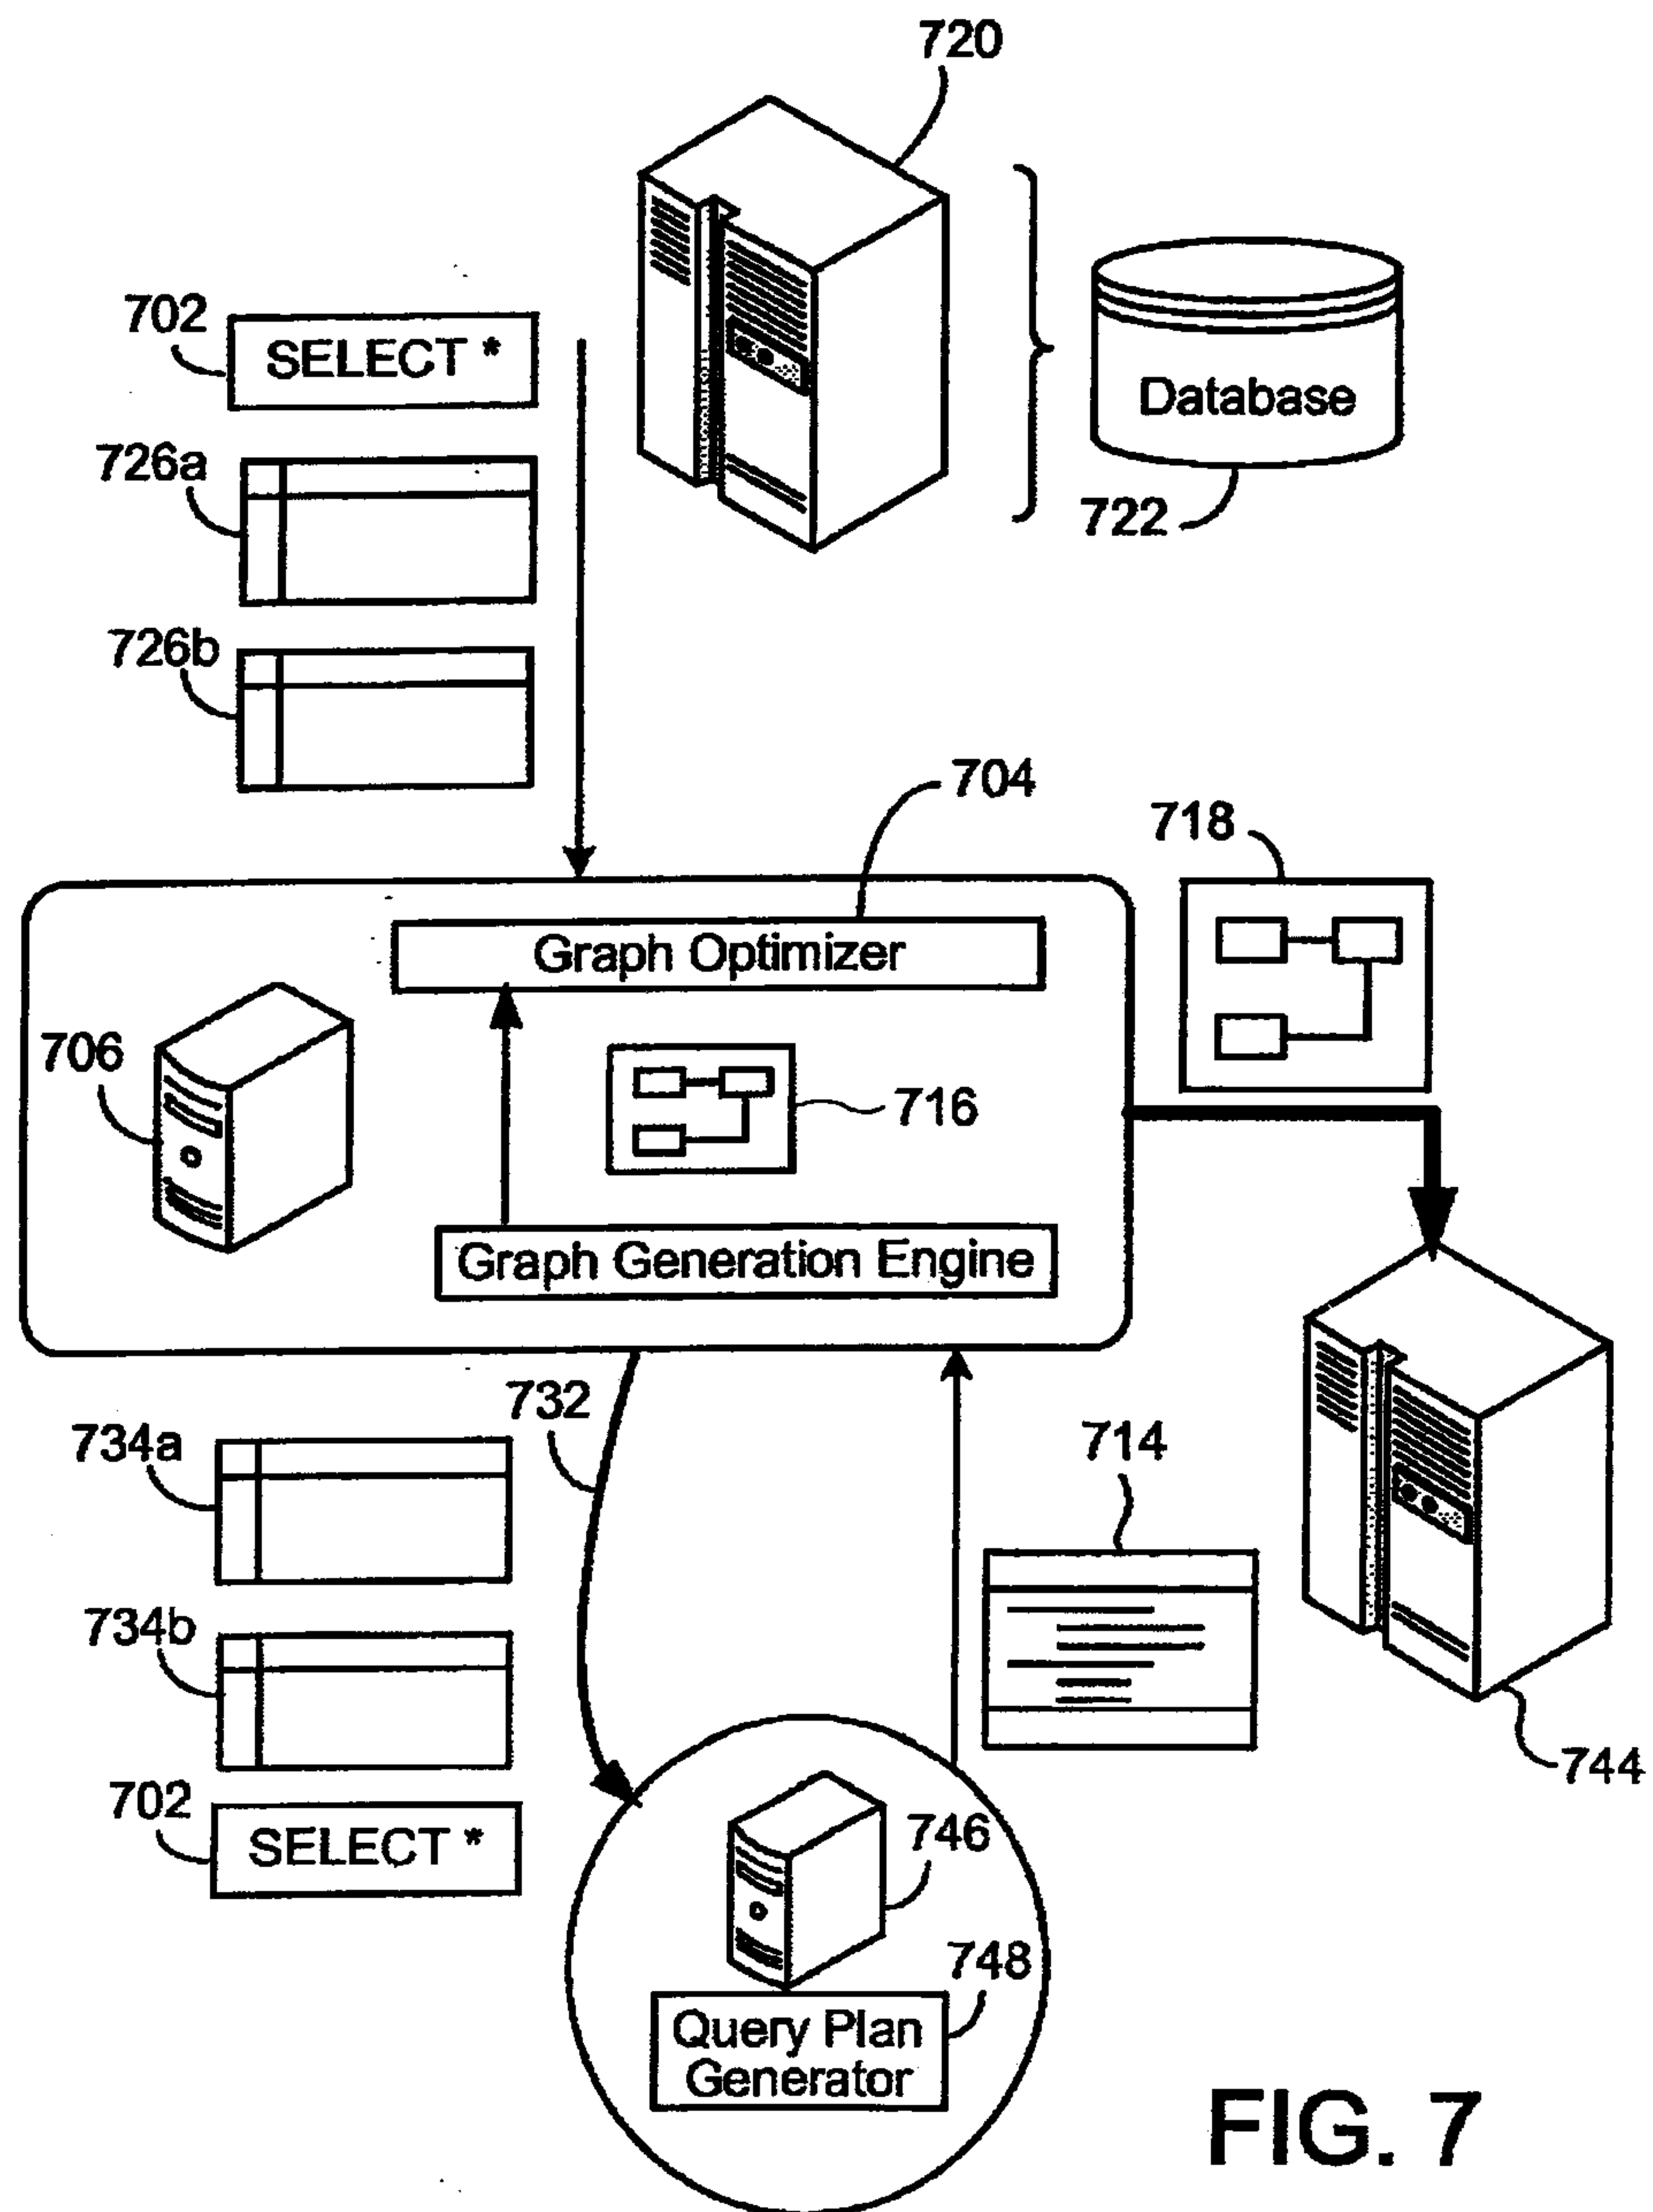 720
702
SELECT *
726a
Database
722
726b
704
718
Graph Optimizer
706
716
Graph Generation Engine
732
734a
714
734b
744
702
SELECT *
746
748
Query Plan
Generator
FIG. 7